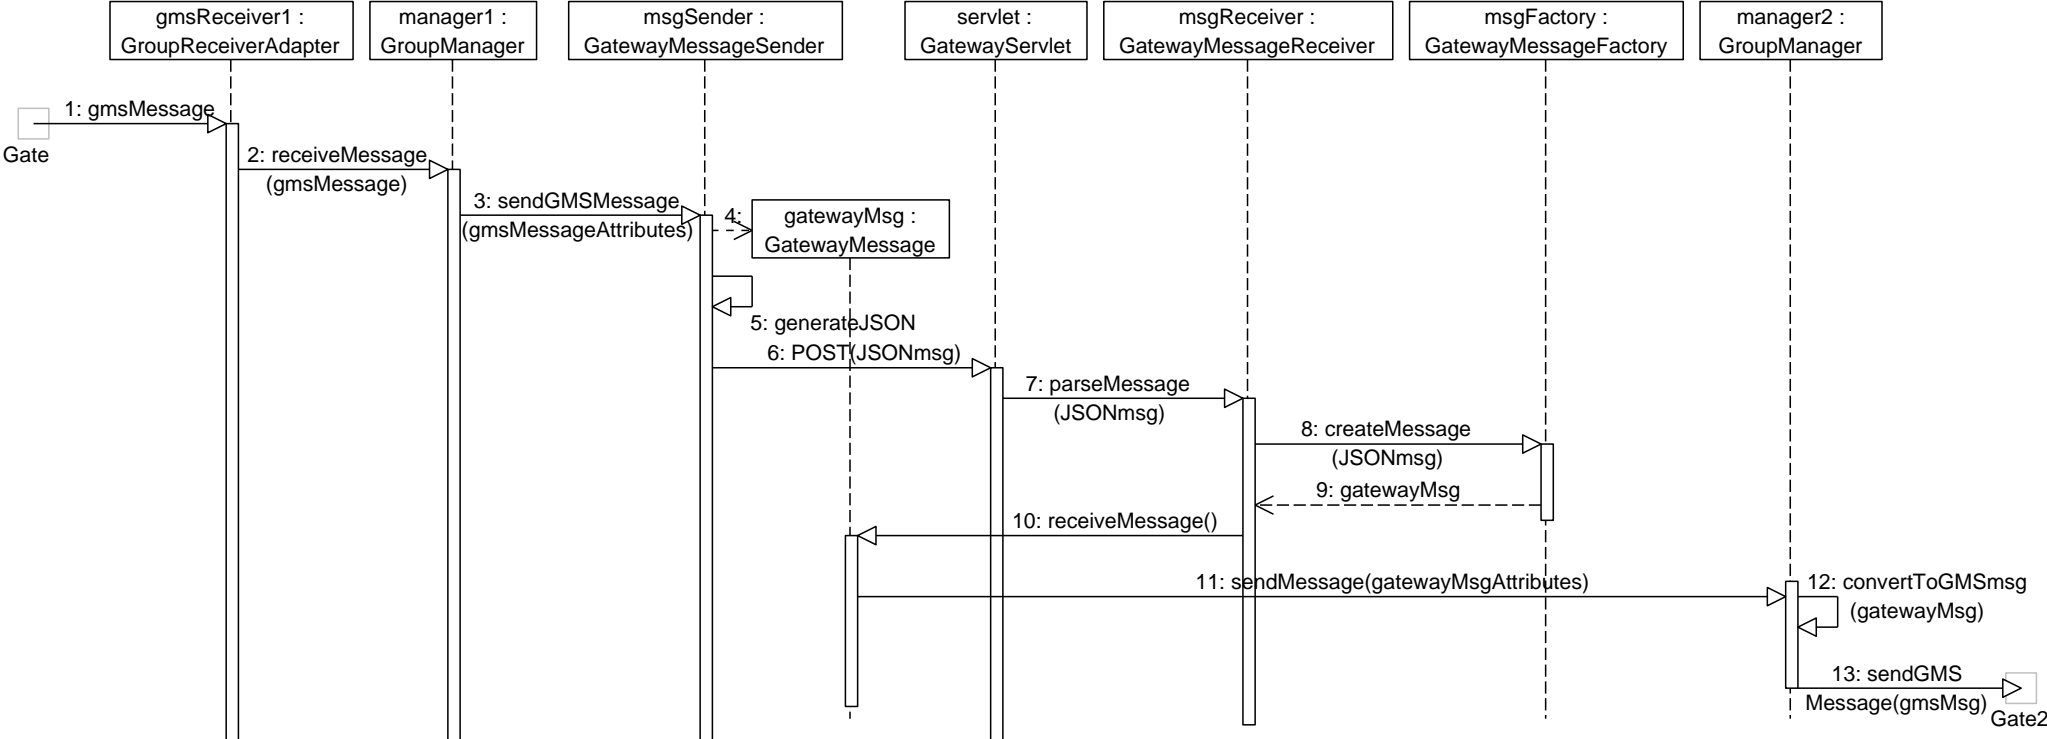 gmsReceiver1 :
GroupReceiverAdapter
manager1 :
GroupManager
msgSender :
GatewayMessageSender
servlet :
GatewayServlet
msgReceiver :
GatewayMessageReceiver
msgFactory :
GatewayMessageFactory
manager2 :
GroupManager
1: gmsMessage
Gate
2: receiveMessage
(gmsMessage)
3: sendGMSMessage
(gmsMessageAttributes)
4:
gatewayMsg :
GatewayMessage
5: generateJSON
6: POST(JSONmsg)
7: parseMessage
(JSONmsg)
8: createMessage
(JSONmsg)
9: gatewayMsg
10: receiveMessage()
11: sendMessage(gatewayMsgAttributes)
12: convertToGMSmsg
(gatewayMsg)
13: sendGMS
Message(gmsMsg)
Gate2